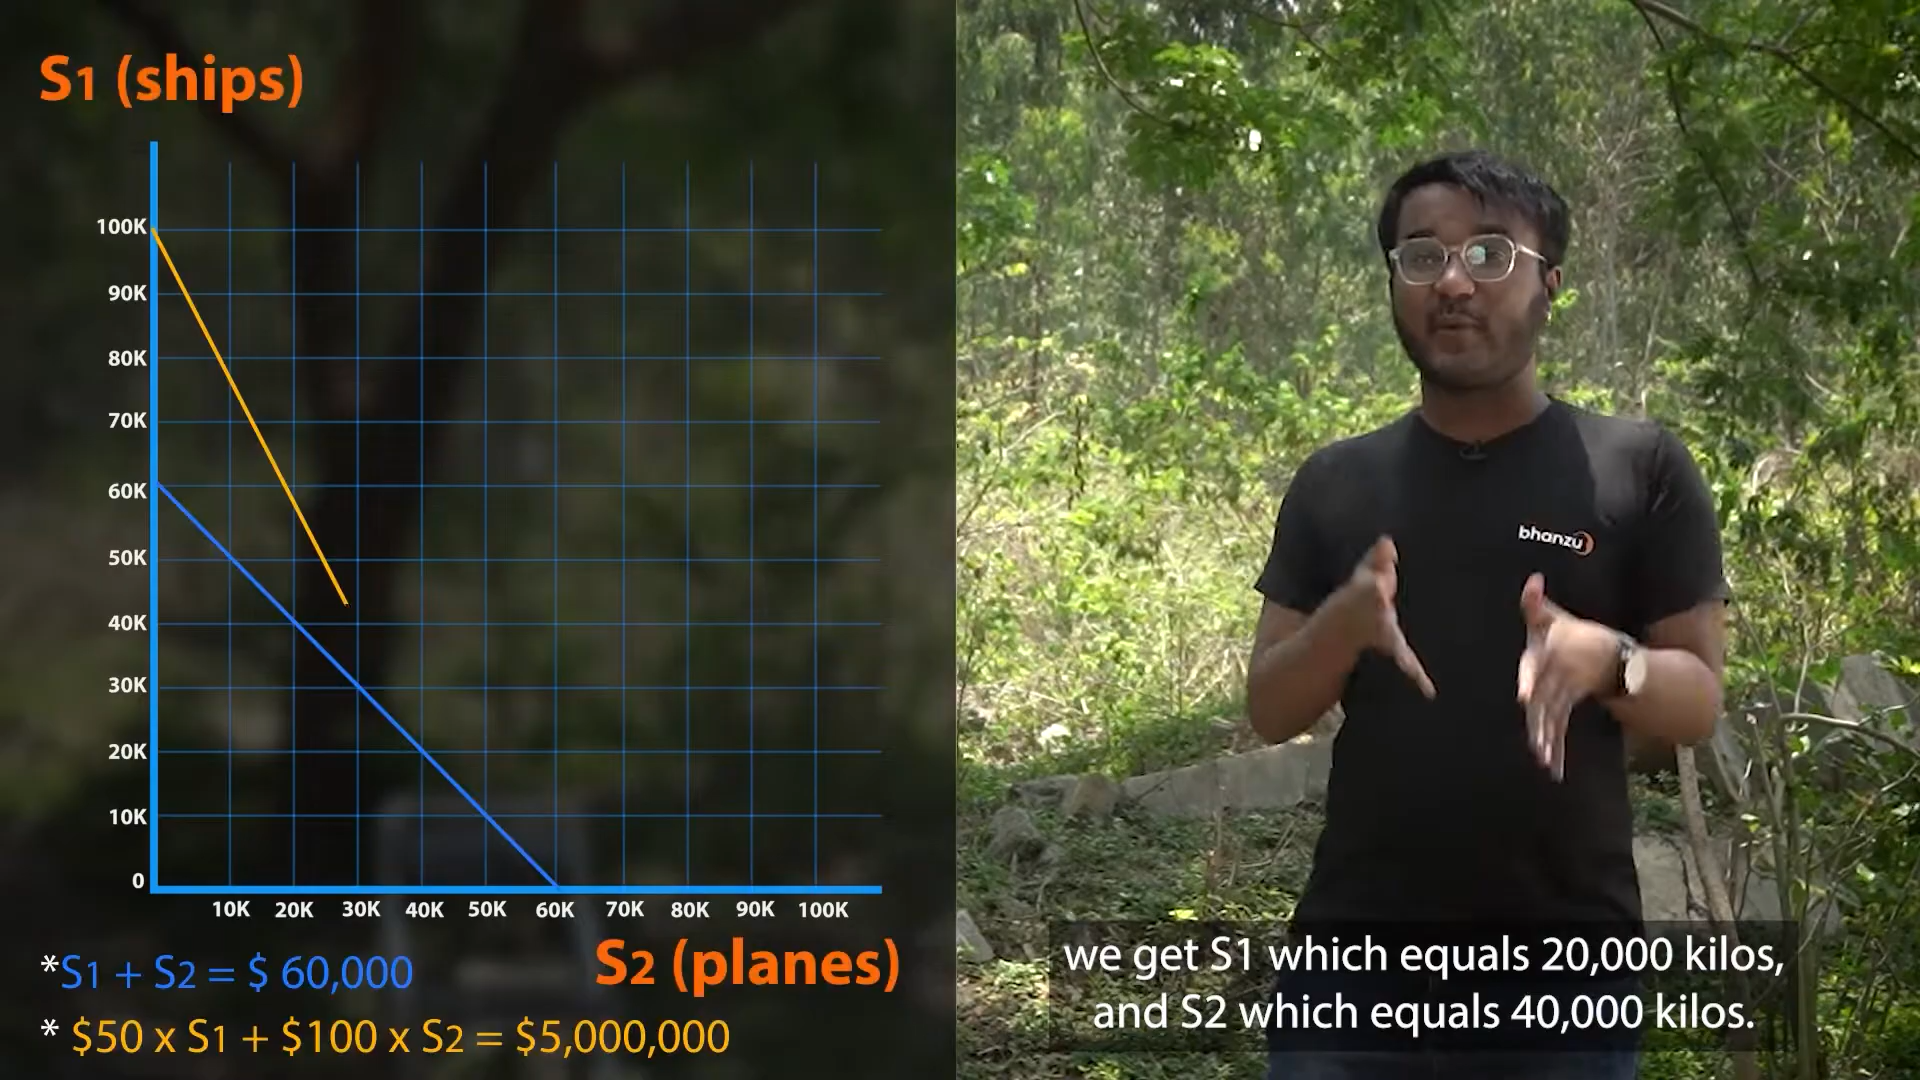 S1 (ships)
100K
90K
80K
70K
60K
50K
40K
30K
20K
10K
0
10K 20K 30K 40K 50K 60K 70K 80K 90K 100K
S2 (planes)
*S1 + S2 = $ 60,000
* $50 x S1 + $100 x S2 = $5,000,000
bhanzu
we get S1 which equals 20,000 kilos,
and S2 which equals 40,000 kilos.